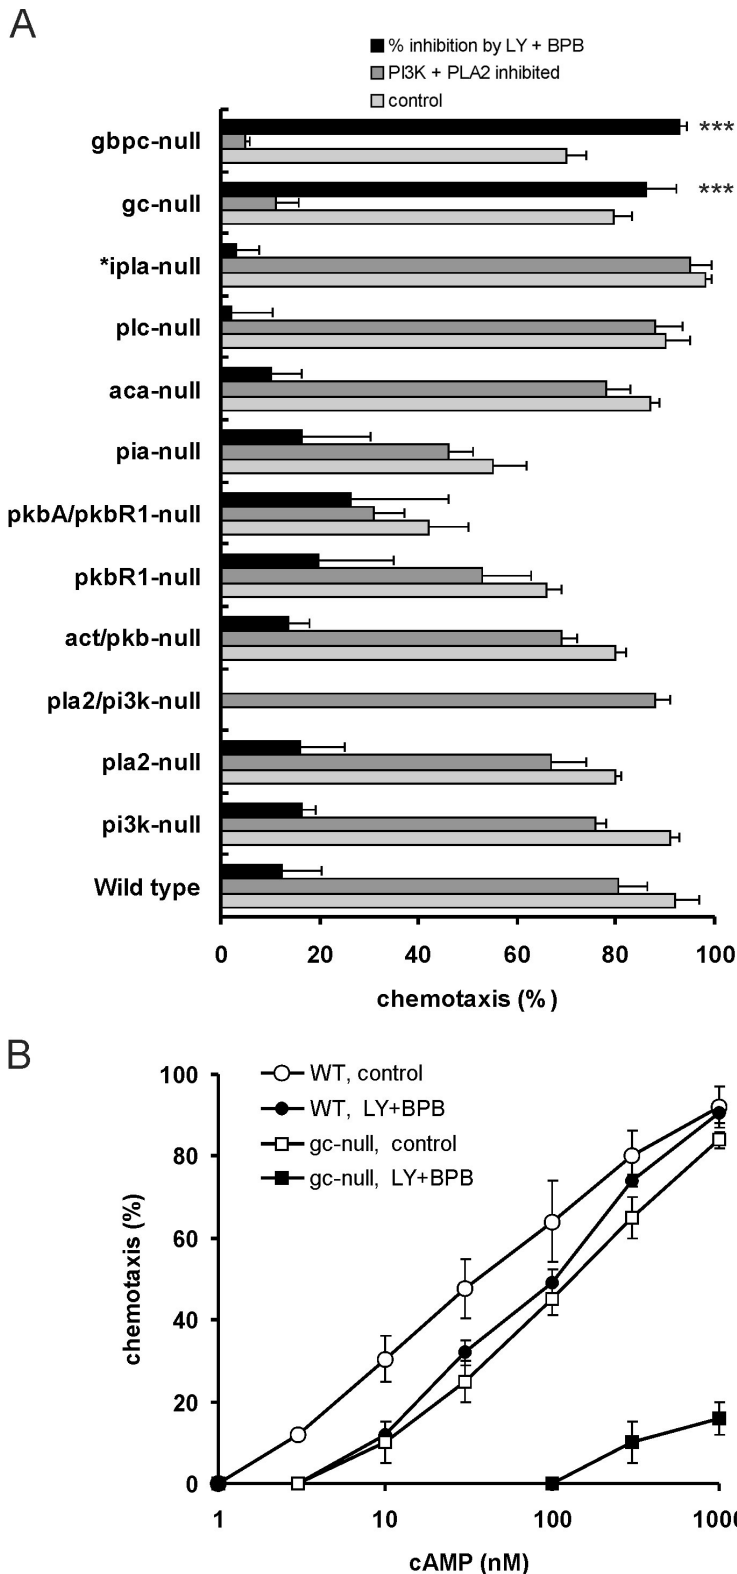 A
% inhibition by LY + BPB
PI3K + PLA2 inhibited
control
gbpc-null
***
gc-null
***
*ipla-null
plc-null
aca-null
pia-null
pkbA/pkbR1-null
pkbR1-null
act/pkb-null
pla2/pi3k-null
pla2-null
pi3k-null
Wild type
0 20 40 60 80 100
chemotaxis (%)
B
WT, control
WT, LY+BPB
gc-null, control
gc-null, LY+BPB
100
80
60
40
20
0
chemotaxis (%)
1 10 100 1000
cAMP (nM)